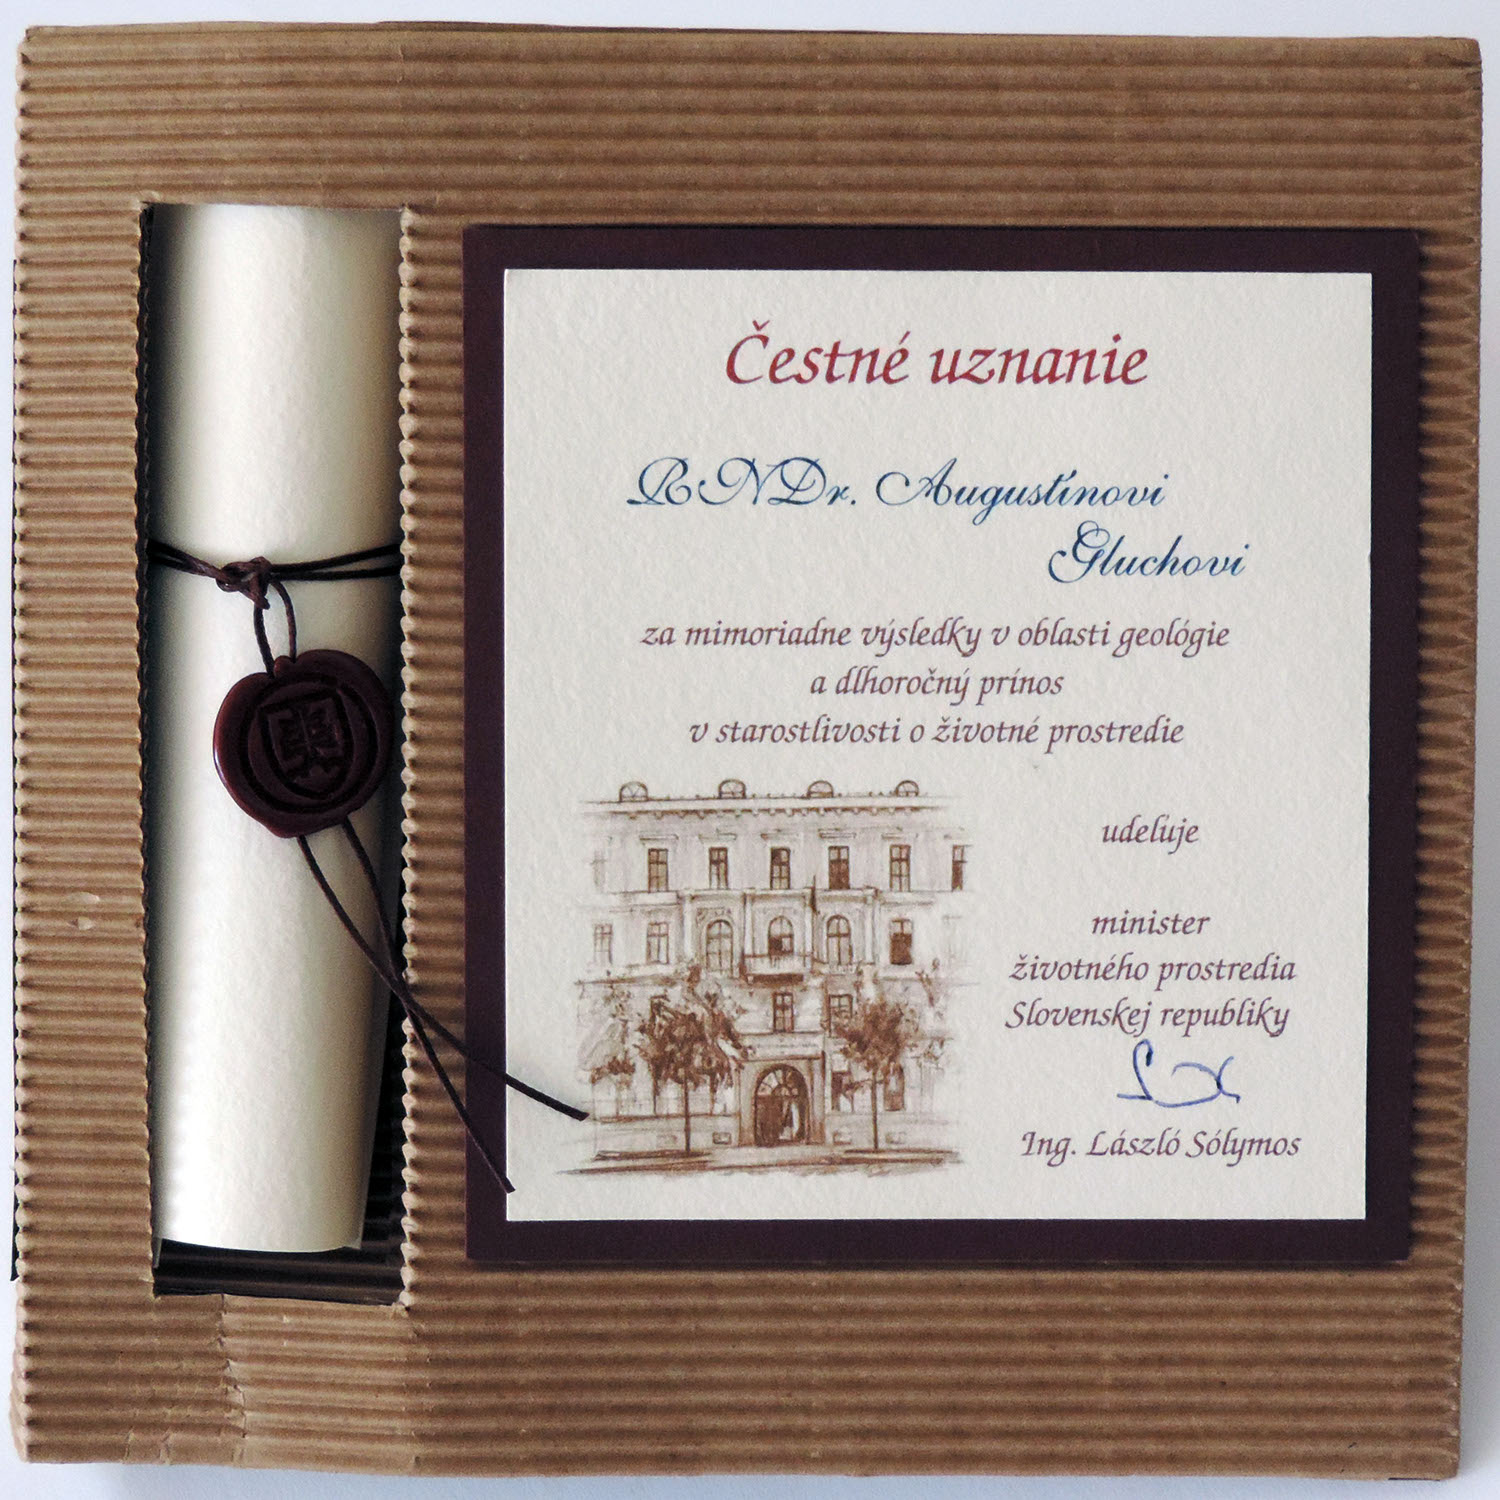 Čestné uznanie
RNDr. Augustínovi
Gluchovi
za mimoriadne výsledky v oblasti geológie
a dlhoročný prínos
v starostlivosti o životné prostredie
udeľuje
minister
životného prostredia
Slovenskej republiky
Ing. László Sólymos